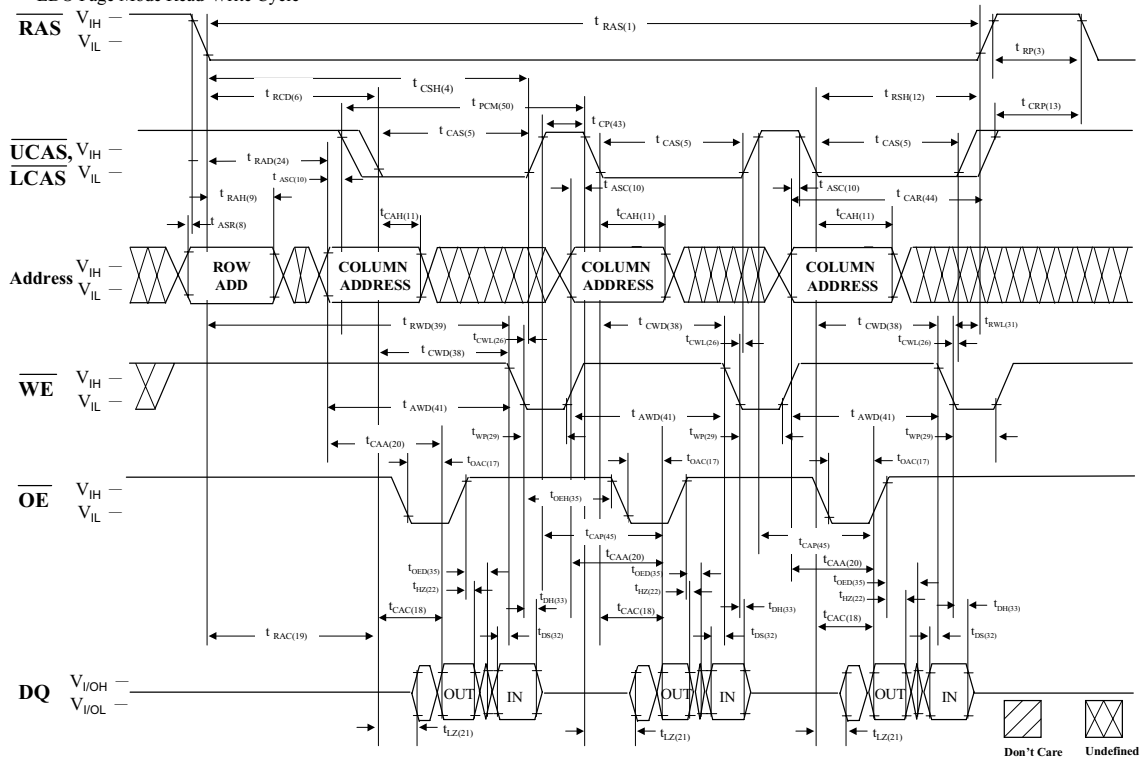 EDO Page Mode Read-Write Cycle
RAS VIH VIL
tRAS(1)
tRP(3)
tCSH(4)
tRCD(6)
tPCM(50)
tRSH(12)
tCRP(13)
tCP(43)
tCAS(5) tCAS(5) tCAS(5)
UCAS, LCAS VIH VIL
tRAD(24)
tASC(10) tASC(10) tASC(10)
tRAH(9)
tCAR(44)
tASR(8)
tCAH(11) tCAH(11) tCAH(11)
Address VIH VIL
ROW ADD
COLUMN ADDRESS
COLUMN ADDRESS
COLUMN ADDRESS
tRWD(39) tCWD(38) tCWD(38) tRWL(31)
tCWL(26) tCWL(26) tCWL(26)
tCWD(38)
WE VIH VIL
tAWD(41) tAWD(41) tAWD(41)
tWP(29) tWP(29) tWP(29)
tCAA(20)
tOAC(17) tOAC(17) tOAC(17)
OE VIH VIL
tOEH(35)
tCAP(45) tCAP(45)
tCAA(20) tCAA(20)
tOED(35) tOED(35) tOED(35)
tHZ(22) tHZ(22) tHZ(22)
tDH(33) tDH(33) tDH(33)
tCAC(18) tCAC(18) tCAC(18)
tRAC(19)
tDS(32) tDS(32) tDS(32)
DQ VI/OH VI/OL
OUT IN OUT IN OUT IN
tLZ(21) tLZ(21) tLZ(21)
Don't Care Undefined